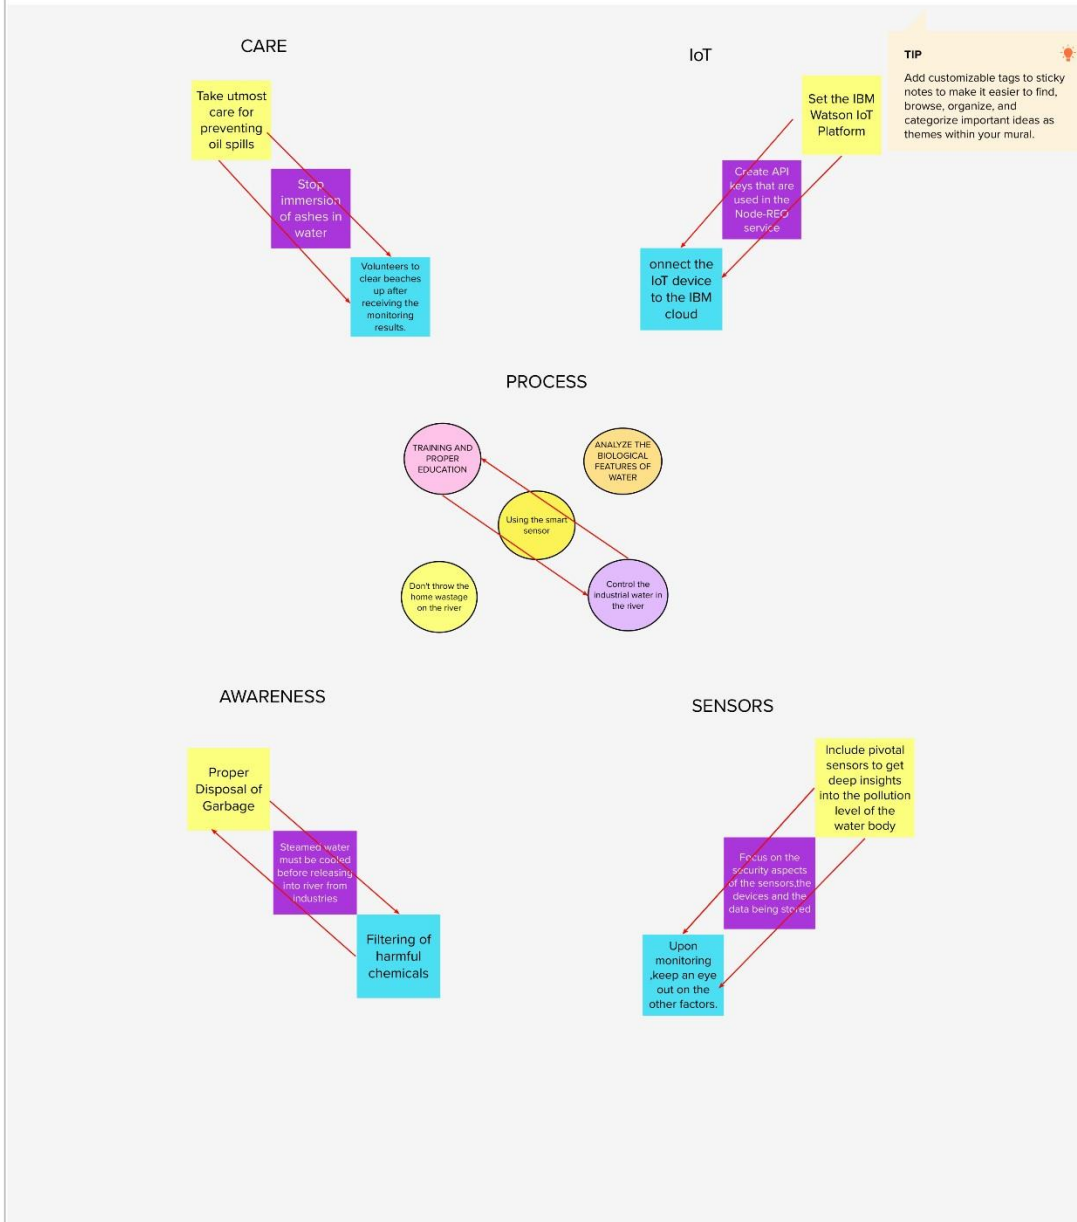 CARE
Take utmost
care for
preventing
oil spills
Stop
immersion
of ashes in
water
Volunteers to
clear beaches
up after
receiving the
monitoring
results.
IoT
Set the IBM
Watson IoT
Platform
Create API
keys that are
used in the
Node-REO
service
onnect the
IoT device
to the IBM
cloud
TIP
Add customizable tags to sticky
notes to make it easier to find,
browse, organize, and
categorize important ideas as
themes within your mural.
PROCESS
TRAINING AND
PROPER
EDUCATION
ANALYZE THE
BIOLOGICAL
FEATURES OF
WATER
Using the smart
sensor
Don't throw the
home wastage
on the river
Control the
industrial water in
the river
AWARENESS
Proper
Disposal of
Garbage
Steamed water
must be cooled
before releasing
into river from
industries
Filtering of
harmful
chemicals
SENSORS
Include pivotal
sensors to get
deep insights
into the pollution
level of the
water body
Focus on the
security aspects
of the sensors,the
devices and the
data being stored
Upon
monitoring
,keep an eye
out on the
other factors.